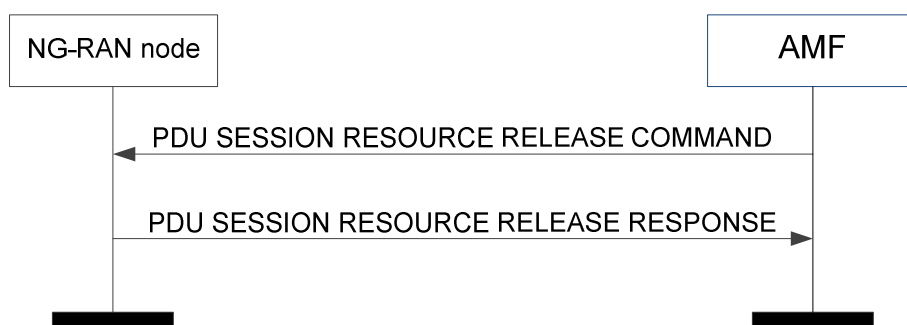 NG-RAN node
AMF
PDU SESSION RESOURCE RELEASE COMMAND
PDU SESSION RESOURCE RELEASE RESPONSE